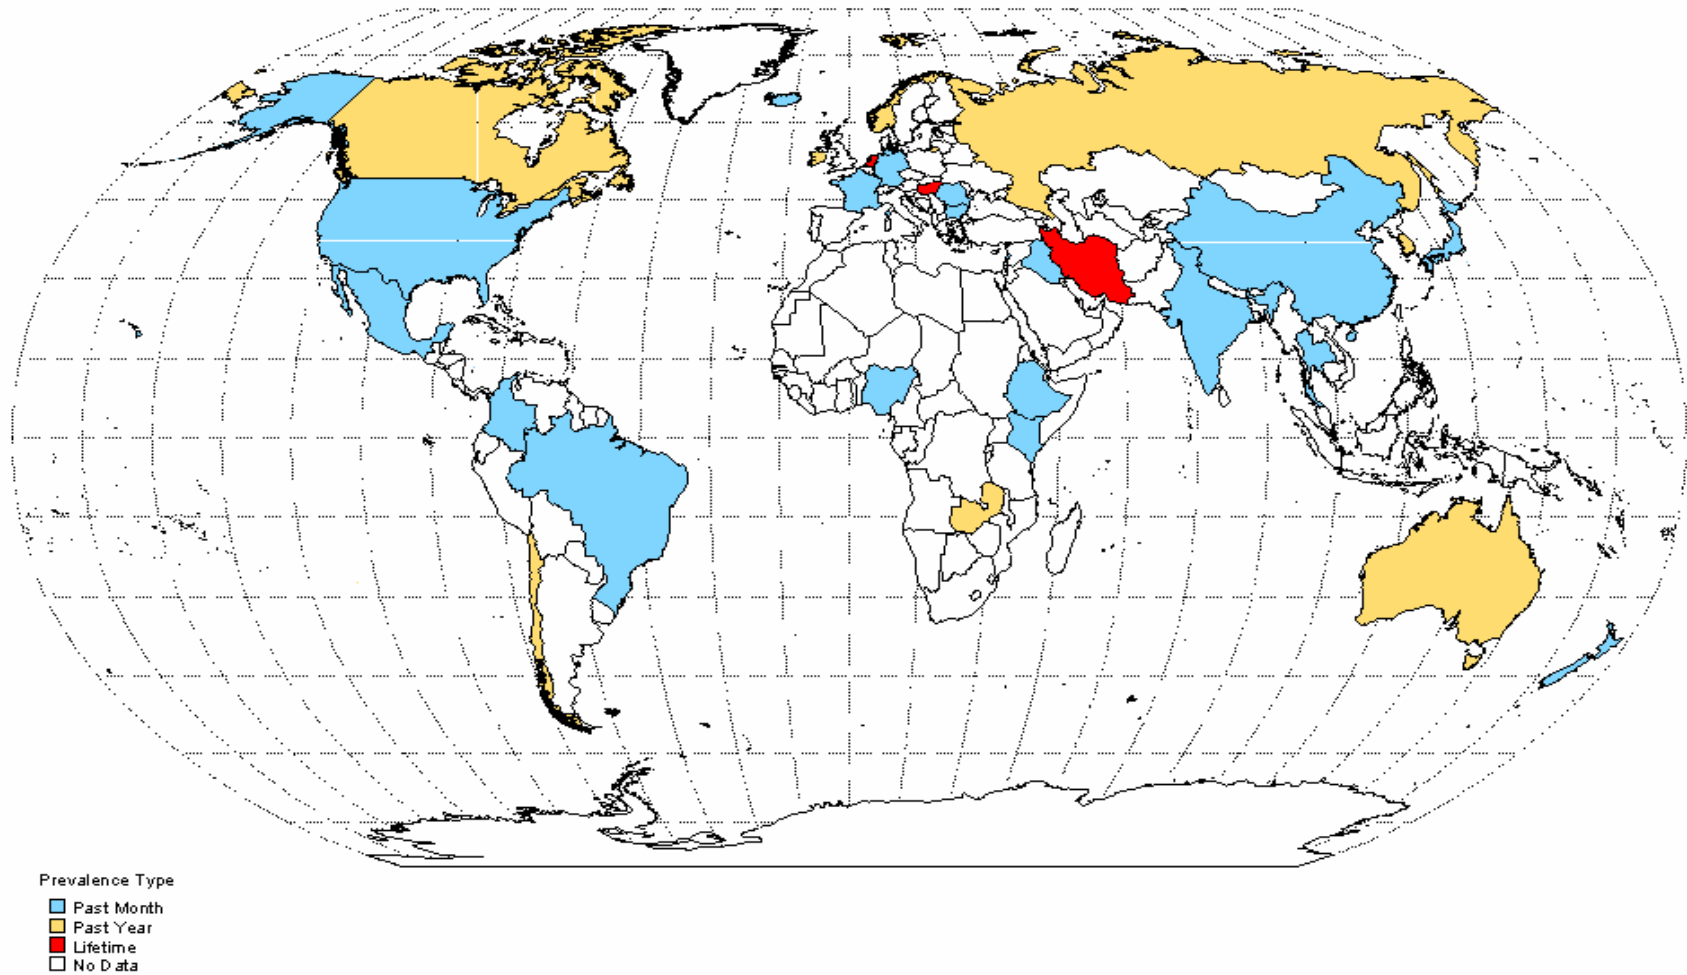 Prevalence Type
Past Month
Past Year
Lifetime
No Data